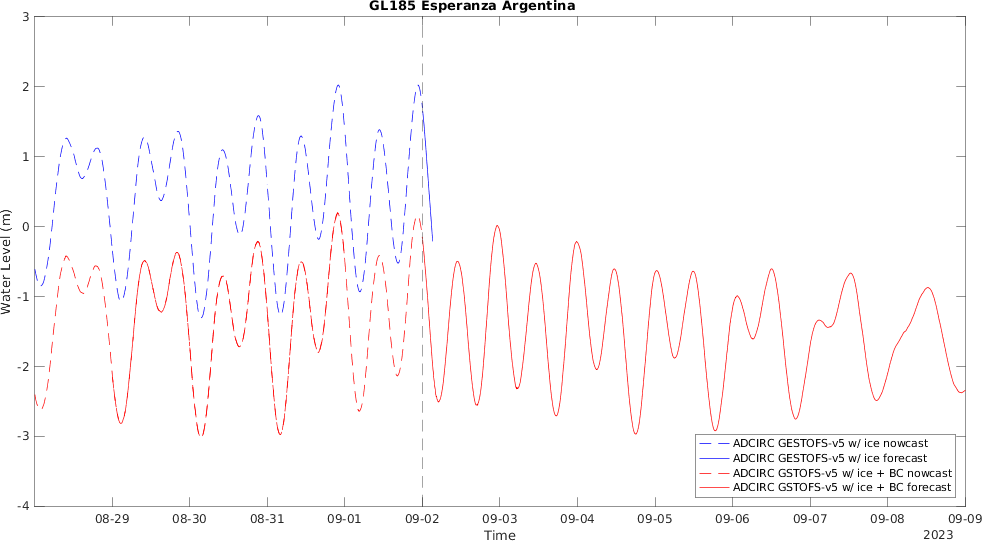 GL185 Esperanza Argentina
3
2
1
0
-1
-2
-3
-4
Water Level (m)
ADCIRC GESTOFS-v5 w/ ice nowcast
ADCIRC GESTOFS-v5 w/ ice forecast
ADCIRC GSTOFS-v5 w/ ice + BC nowcast
ADCIRC GSTOFS-v5 w/ ice + BC forecast
08-29 08-30 08-31 09-01 09-02 09-03 09-04 09-05 09-06 09-07 09-08 09-09
Time
2023